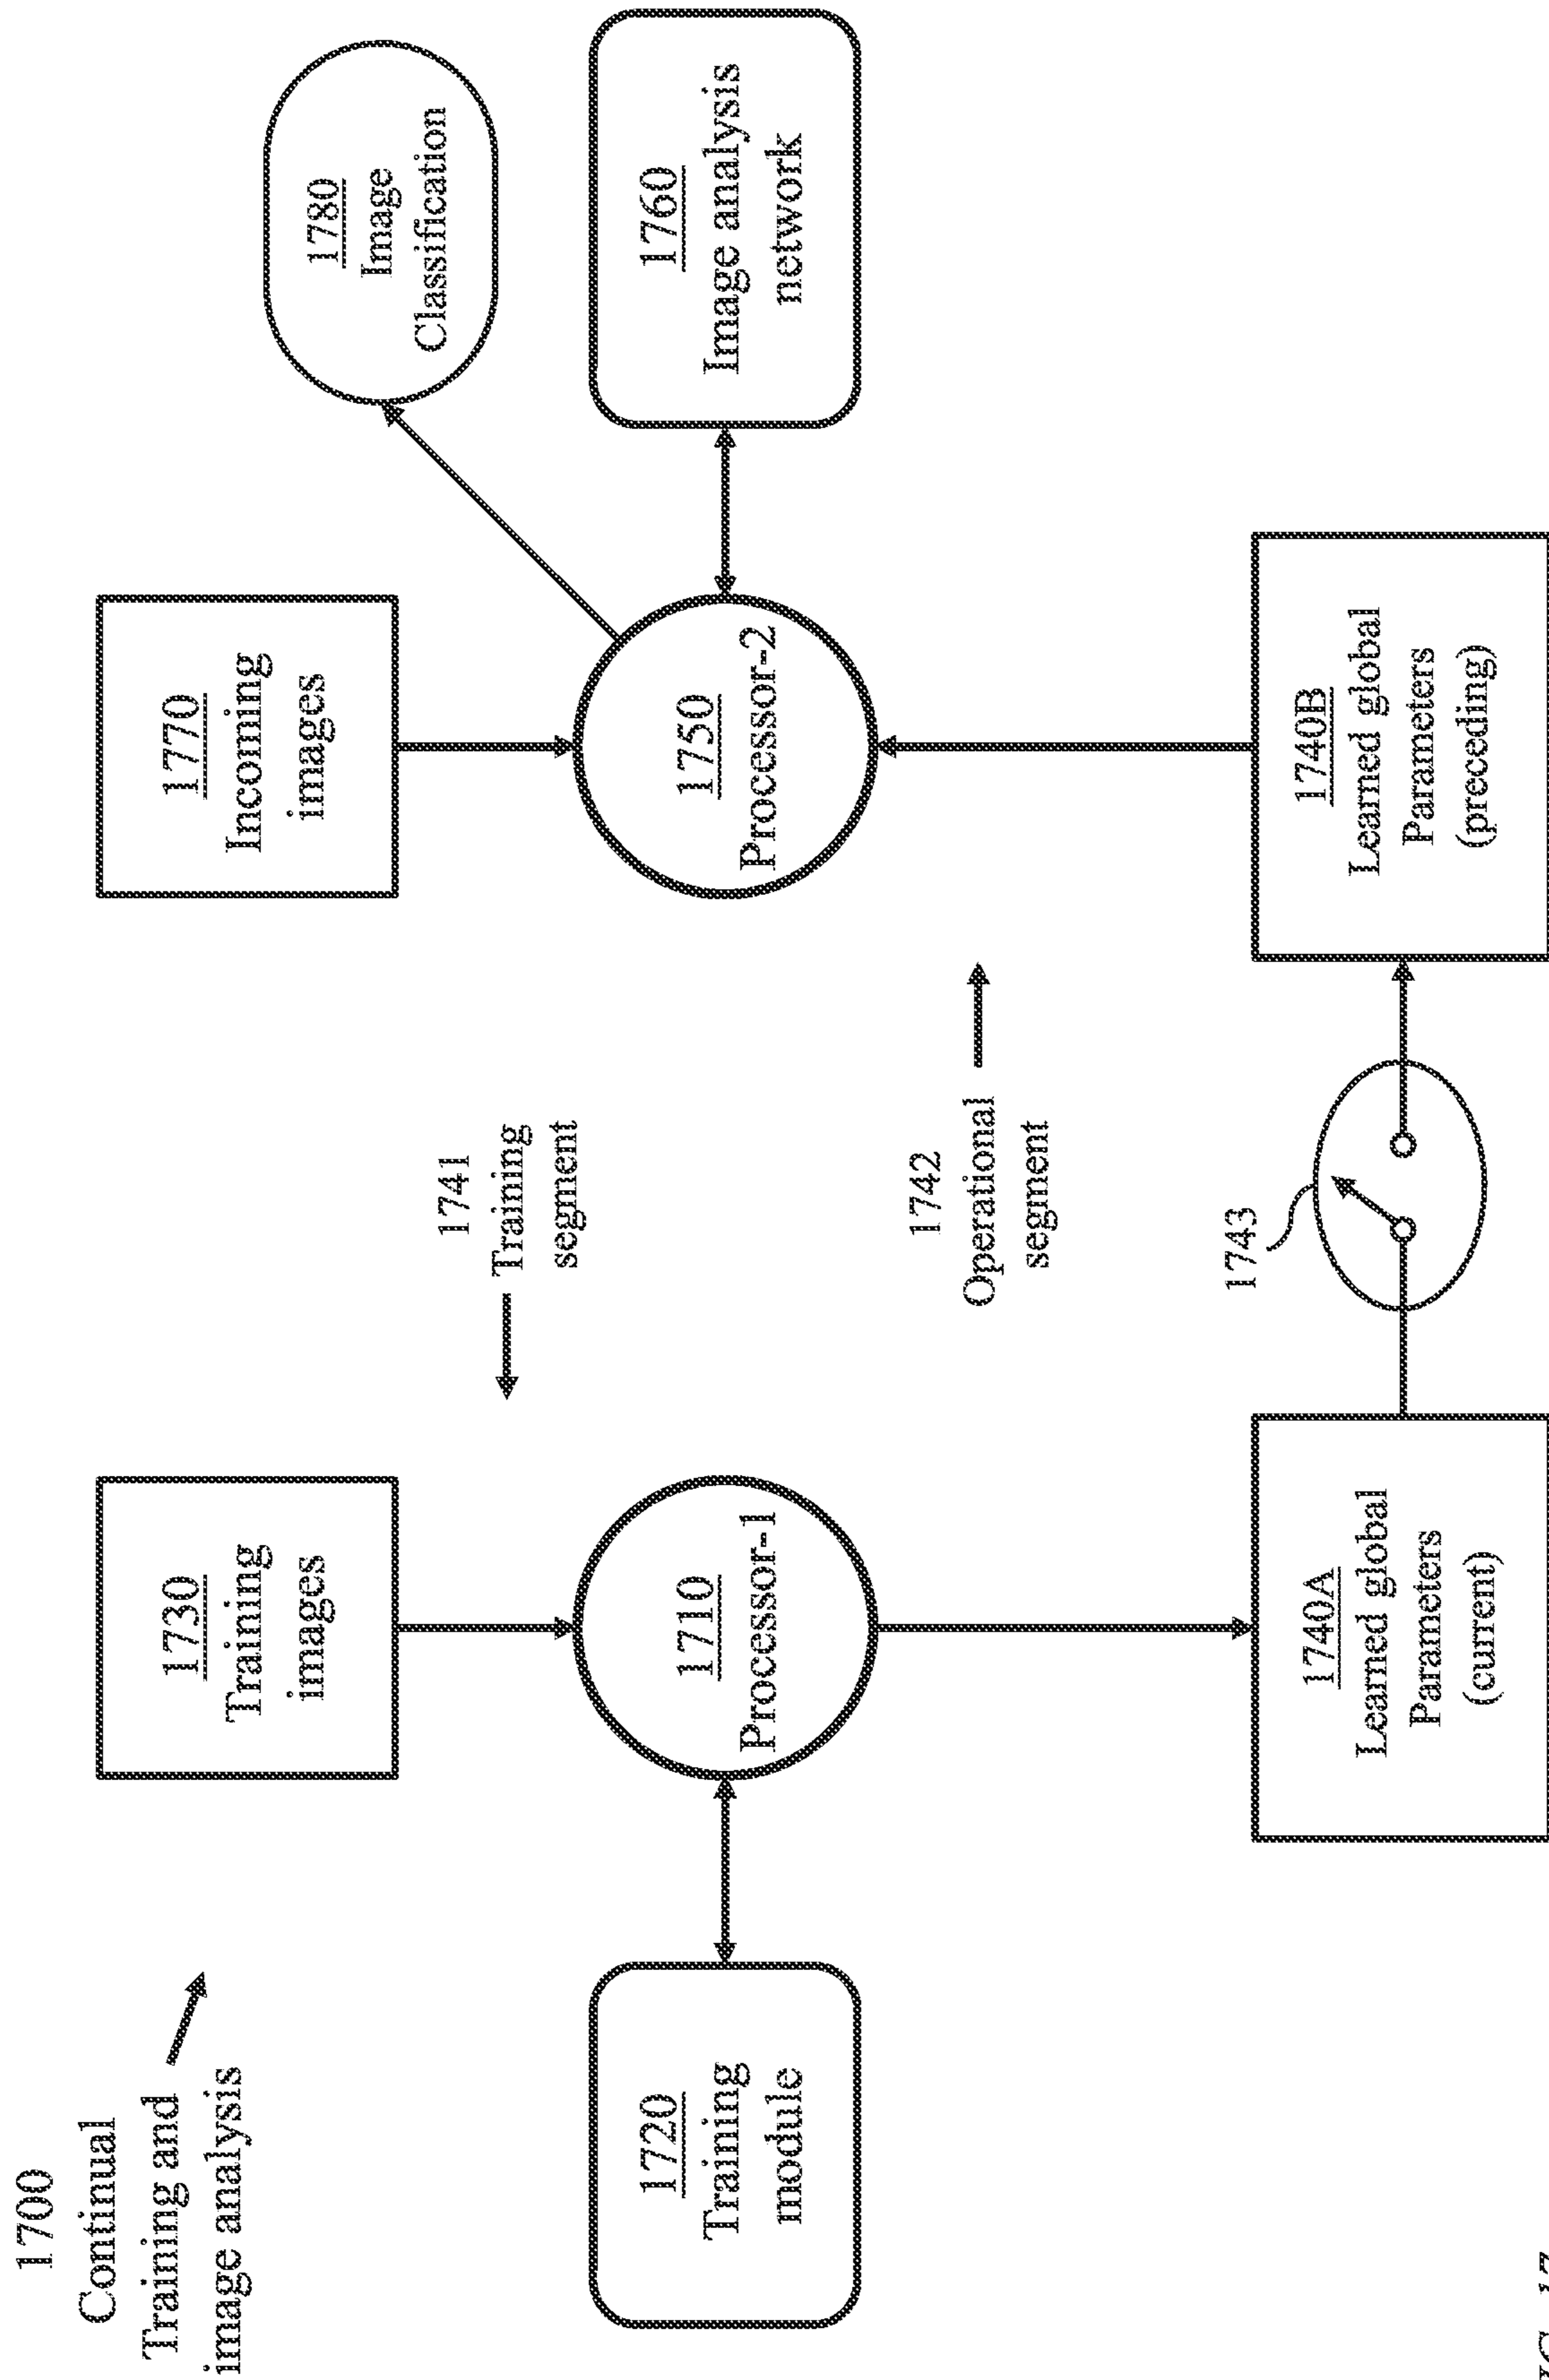 1700
Continual
Training and
image analysis
1730
Training
images
1741
Training
segment
1770
Incoming
images
1780
Image
Classification
1720
Training
module
1710
Processor-1
1750
Processor-2
1760
Image analysis
network
1742
Operational
segment
1743
1740A
Learned global
Parameters
(current)
1740B
Learned global
Parameters
(preceding)